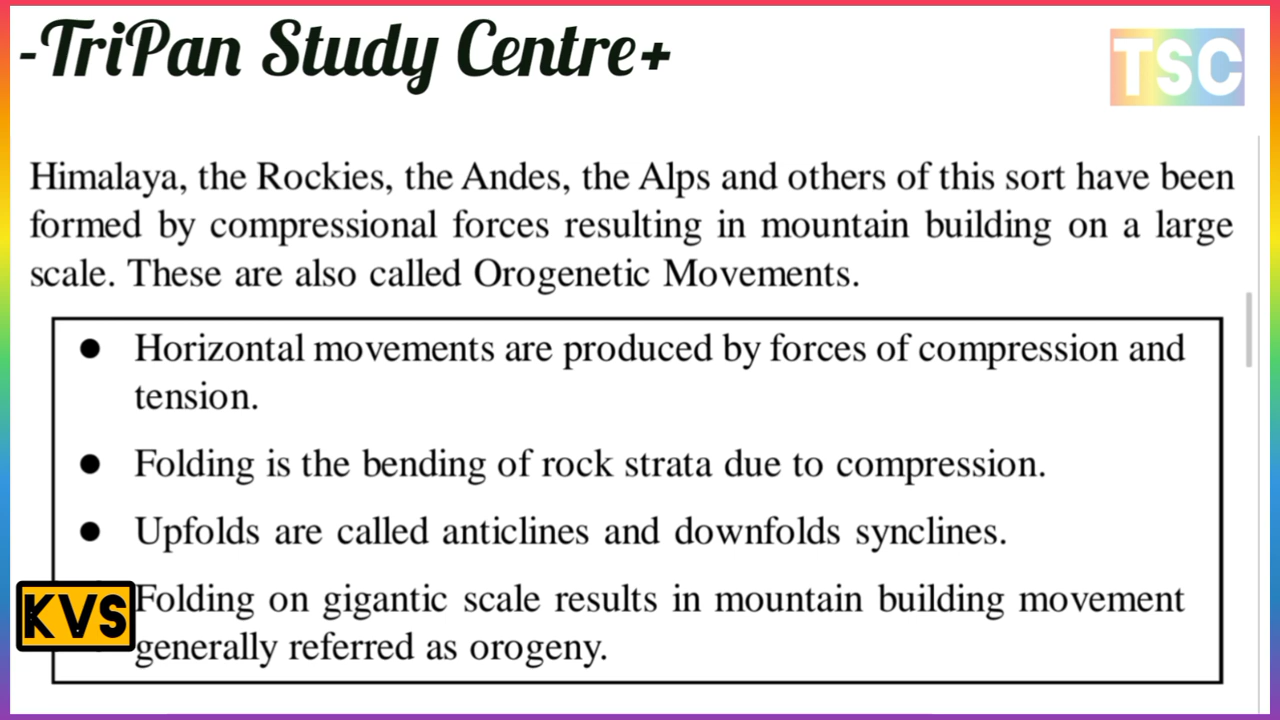 -TriPan Study Centre+
TSC
Himalaya, the Rockies, the Andes, the Alps and others of this sort have been
formed by compressional forces resulting in mountain building on a large
scale. These are also called Orogenetic Movements.
● Horizontal movements are produced by forces of compression and
tension.
● Folding is the bending of rock strata due to compression.
● Upfolds are called anticlines and downfolds synclines.
Folding on gigantic scale results in mountain building movement
KVS
generally referred as orogeny.